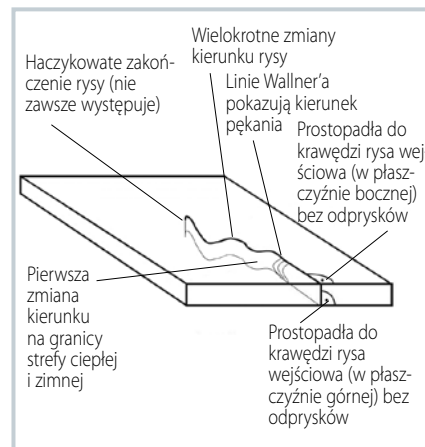 Wielokrotne zmiany
kierunku rysy
Haczykowate zakoń-
czenie rysy (nie
zawsze występuje)
Linie Wallner’a
pokazują kierunek
pękania
Prostopadła do
krawędzi rysa wej
ściowa (w płasz-
czyźnie bocznej)
bez odprysków
Pierwsza
zmiana
kierunku
na granicy
strefy ciepłej
i zimnej
Prostopadła do
krawędzi rysa
wejściowa (w płasz-
czyźnie górnej) bez
odprysków